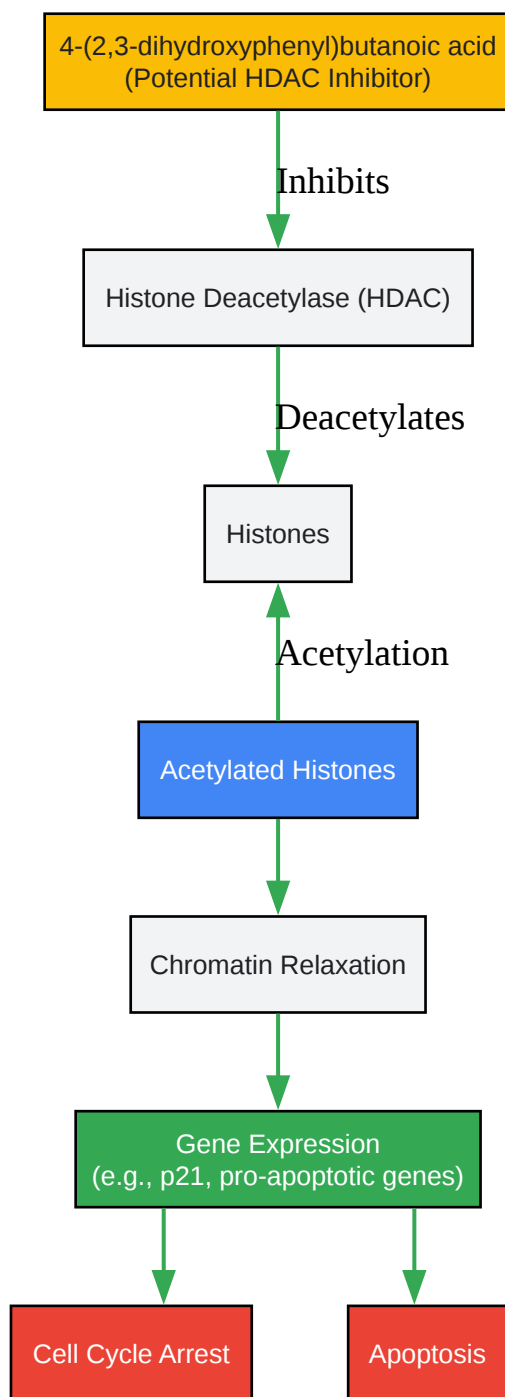 4-(2,3-dihydroxyphenyl)butanoic acid
(Potential HDAC Inhibitor)
Inhibits
Histone Deacetylase (HDAC)
Deacetylates
Histones
Acetylation
Acetylated Histones
Chromatin Relaxation
Gene Expression
(e.g., p21, pro-apoptotic genes)
Cell Cycle Arrest
Apoptosis